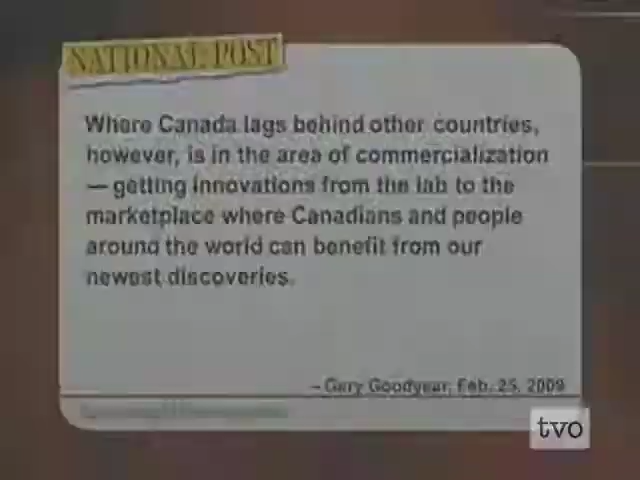 NATIONAL POST
Where Canada lags behind other countries,
however, is in the area of commercialization
— getting innovations from the lab to the
marketplace where Canadians and people
around the world can benefit from our
newest discoveries.
– Gary Goodyear, Feb. 25, 2009
tvo